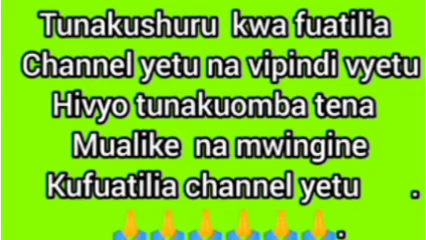 Tunakushuru kwa fuatilia
Channel yetu na vipindi vyetu
Hivyo tunakuomba tena
Mualike na mwingine
Kufuatilia channel yetu .
🙏🙏🙏🙏🙏🙏.